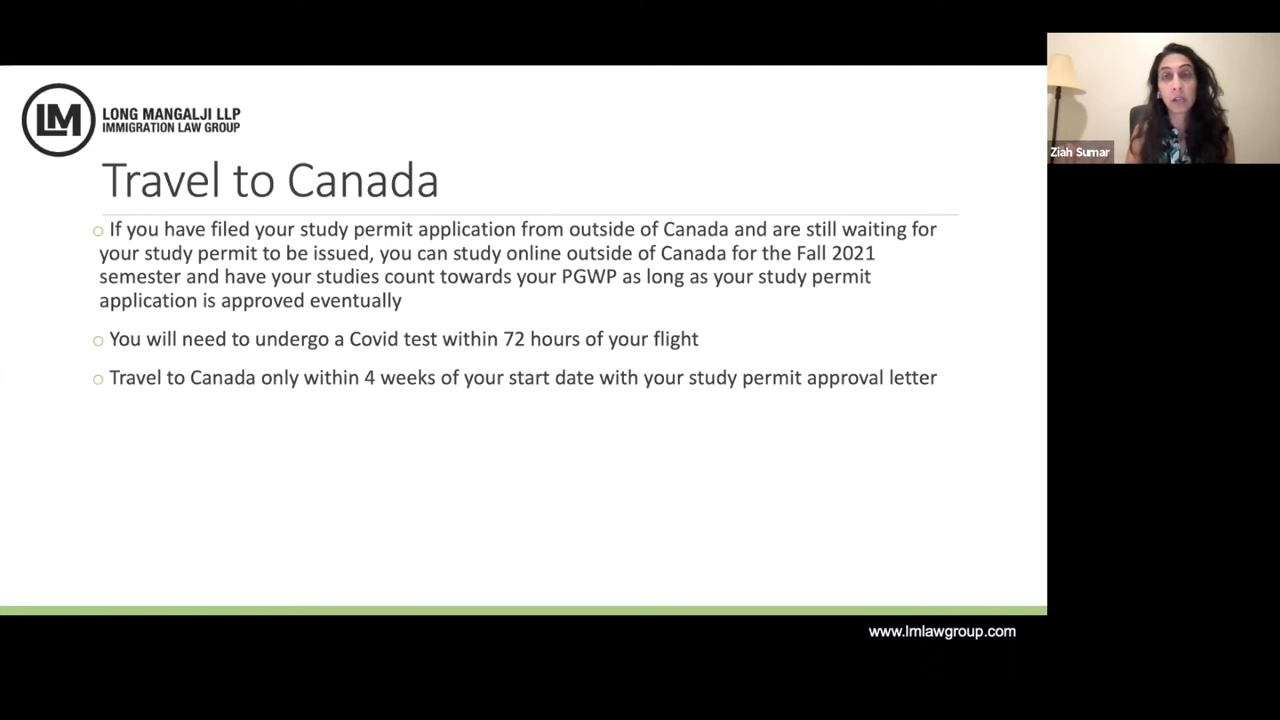 LM
LONG MANGALJI LLP
IMMIGRATION LAW GROUP
Travel to Canada
If you have filed your study permit application from outside of Canada and are still waiting for
your study permit to be issued, you can study online outside of Canada for the Fall 2021
semester and have your studies count towards your PGWP as long as your study permit
application is approved eventually
You will need to undergo a Covid test within 72 hours of your flight
Travel to Canada only within 4 weeks of your start date with your study permit approval letter
Ziah Sumar
www.lmlawgroup.com